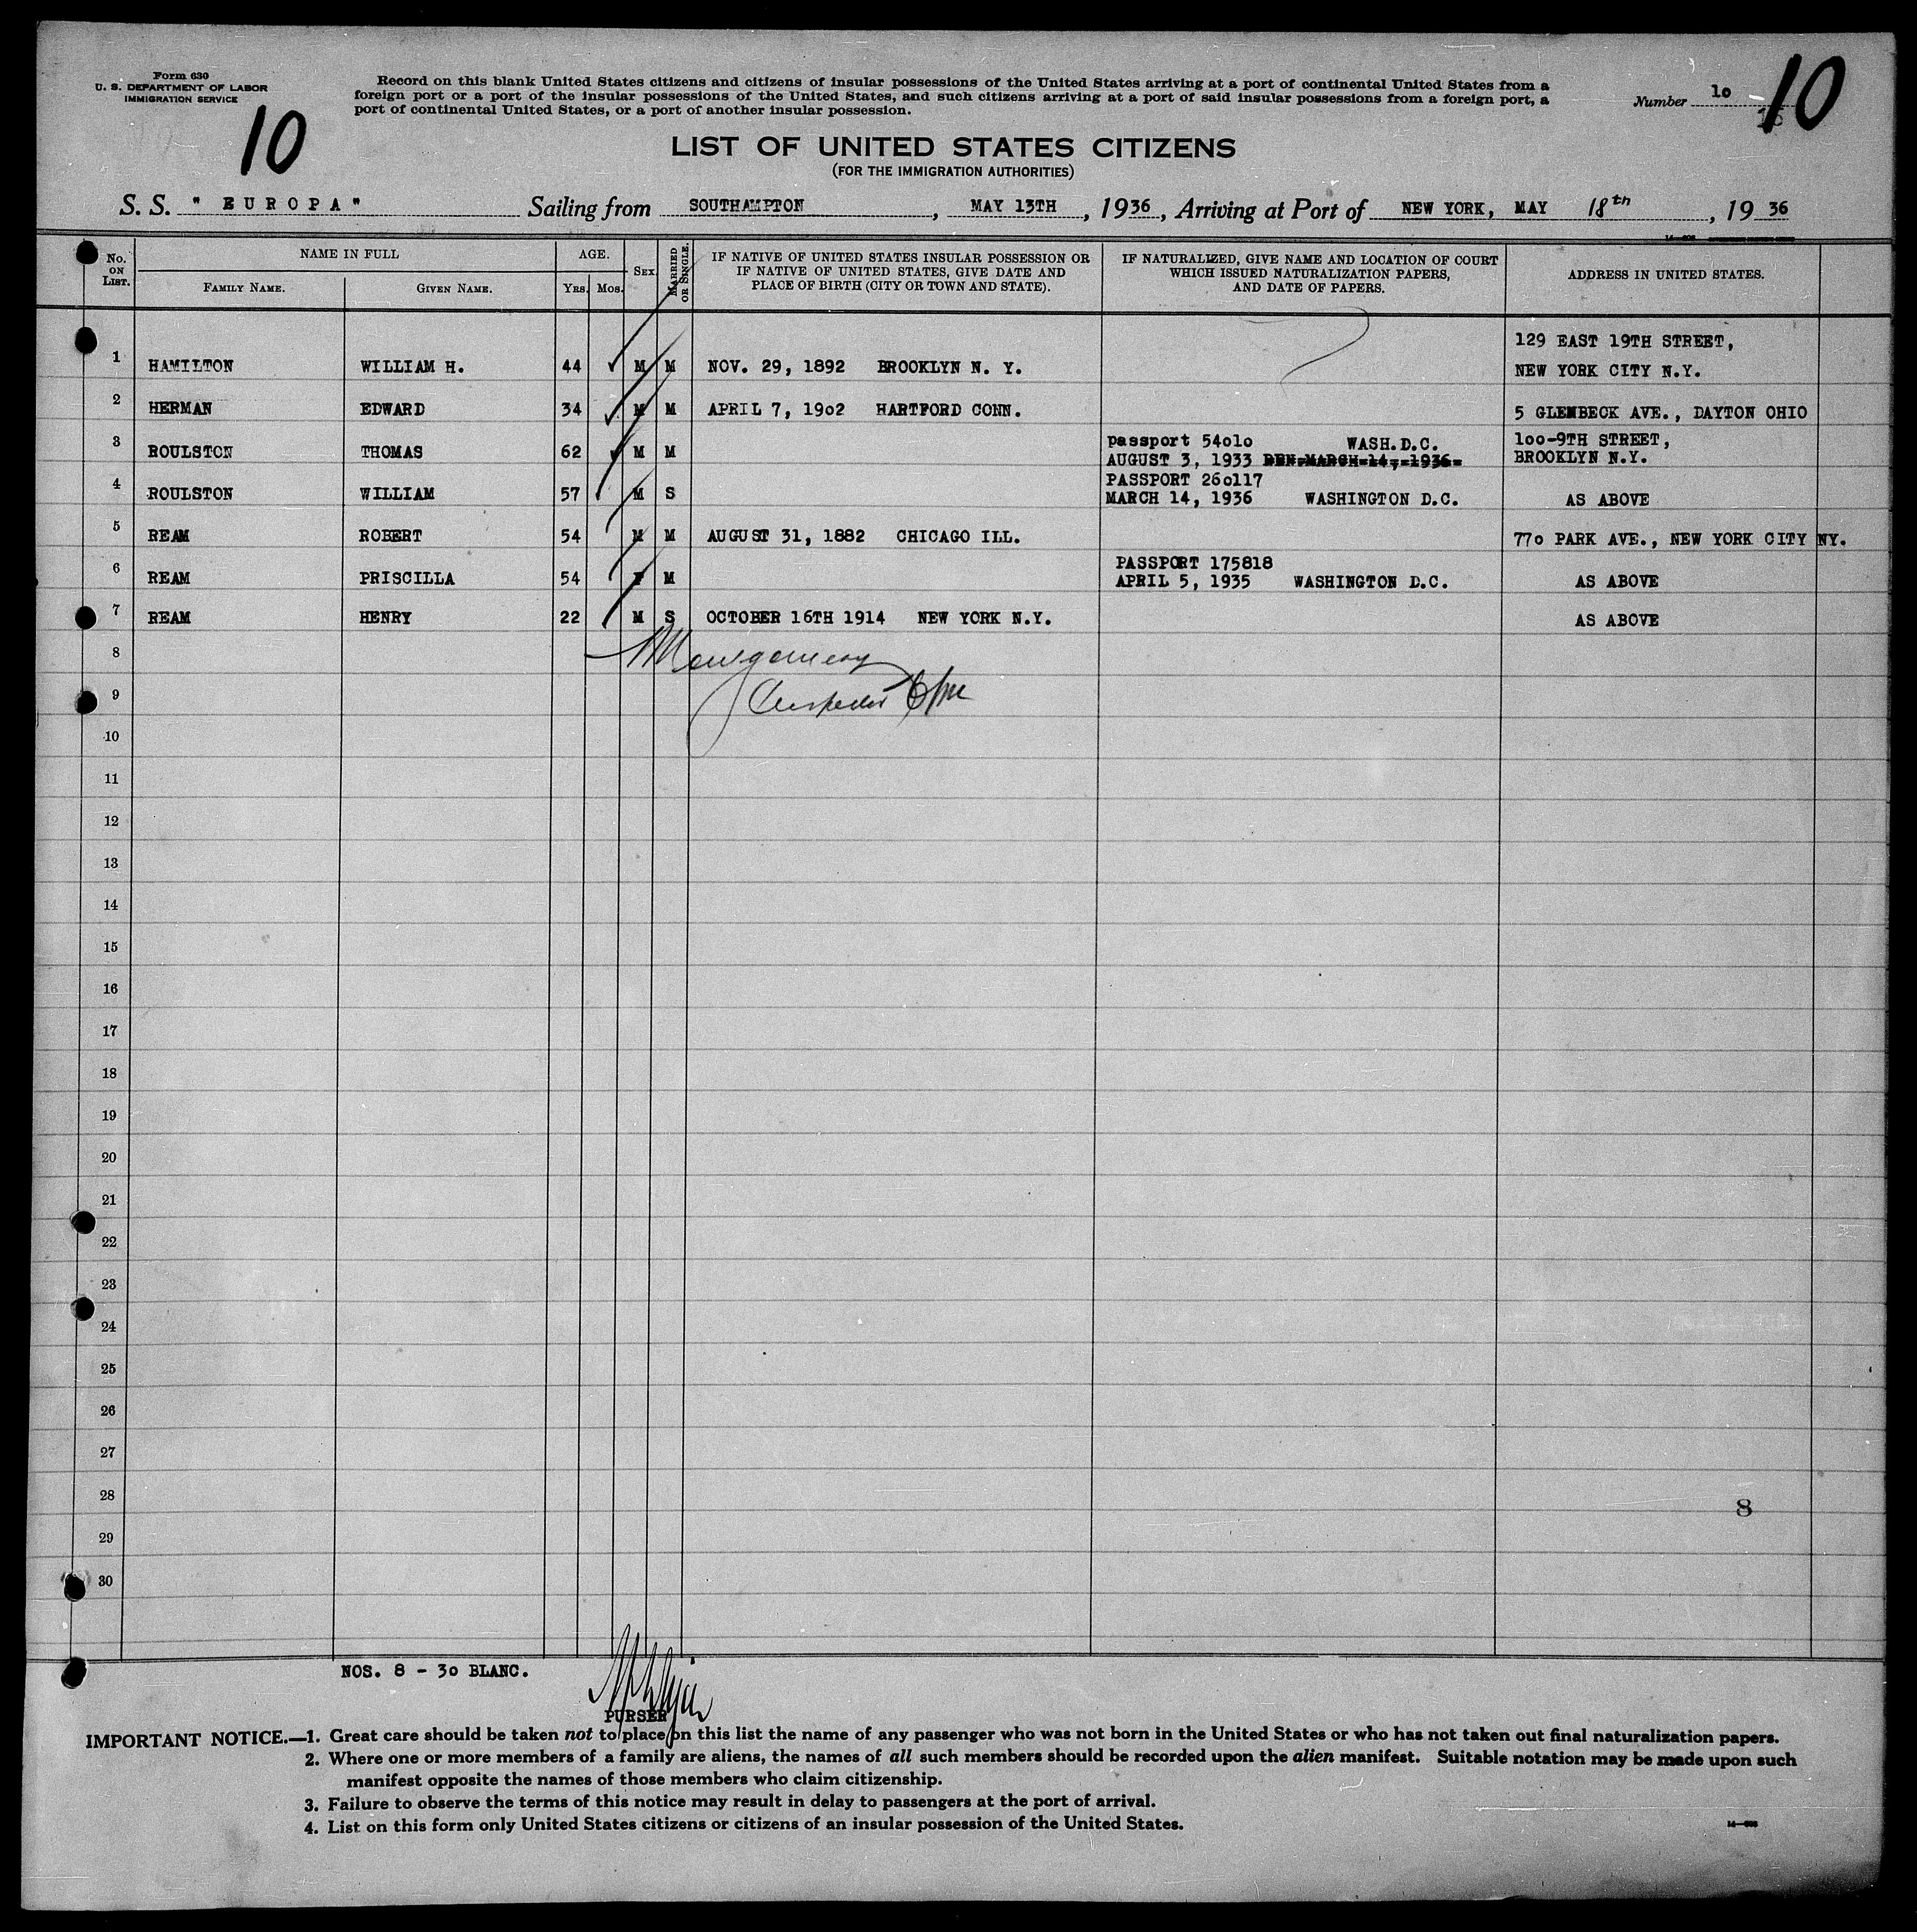 Form 630
U. S. DEPARTMENT OF LABOR
IMMIGRATION SERVICE
10
Record on this blank United States citizens and citizens of insular possessions of the United States arriving at a port of continental United States from a
foreign port or a port of the insular possessions of the United States, and such citizens arriving at a port of said insular possessions from a foreign port, a
port of continental United States, or a port of another insular possession.
Number 1o
10
LIST OF UNITED STATES CITIZENS
(FOR THE IMMIGRATION AUTHORITIES)
S. S. " EUROPA " Sailing from SOUTHAMPTON, MAY 13TH, 1936, Arriving at Port of NEW YORK, MAY 18th, 1936
No. on List. NAME IN FULL AGE. Sex MARRIED OR SINGLE. IF NATIVE OF UNITED STATES INSULAR POSSESSION OR IF NATIVE OF UNITED STATES, GIVE DATE AND PLACE OF BIRTH (CITY OR TOWN AND STATE). IF NATURALIZED, GIVE NAME AND LOCATION OF COURT WHICH ISSUED NATURALIZATION PAPERS, AND DATE OF PAPERS. ADDRESS IN UNITED STATES.
FAMILY NAME. GIVEN NAME. YRS. MOS.
129 EAST 19TH STREET,
1 HAMILTON WILLIAM H. 44 M M NOV. 29, 1892 BROOKLYN N. Y. NEW YORK CITY N.Y.
2 HERMAN EDWARD 34 M M APRIL 7, 19o2 HARTFORD CONN. 5 GLENBECK AVE., DAYTON OHIO
passport 54o1o WASH.D.C. 1oo-9TH STREET,
3 ROULSTON THOMAS 62 M M AUGUST 3, 1933 DEN MARCH 14, 1936 BROOKLYN N.Y.
PASSPORT 26o117
4 ROULSTON WILLIAM 57 M S MARCH 14, 1936 WASHINGTON D.C. AS ABOVE
5 REAM ROBERT 54 M M AUGUST 31, 1882 CHICAGO ILL. 77o PARK AVE., NEW YORK CITY NY.
PASSPORT 175818
6 REAM PRISCILLA 54 F M APRIL 5, 1935 WASHINGTON D.C. AS ABOVE
7 REAM HENRY 22 M S OCTOBER 16TH 1914 NEW YORK N.Y. AS ABOVE
8 Montgomery
9 Inspector
10
11
12
13
14
15
16
17
18
19
20
21
22
23
24
25
26
27
28 8
29
30
NOS. 8 - 3o BLANC.
PURSER
IMPORTANT NOTICE.—1. Great care should be taken not to place on this list the name of any passenger who was not born in the United States or who has not taken out final naturalization papers.
2. Where one or more members of a family are aliens, the names of all such members should be recorded upon the alien manifest. Suitable notation may be made upon such
manifest opposite the names of those members who claim citizenship.
3. Failure to observe the terms of this notice may result in delay to passengers at the port of arrival.
4. List on this form only United States citizens or citizens of an insular possession of the United States.